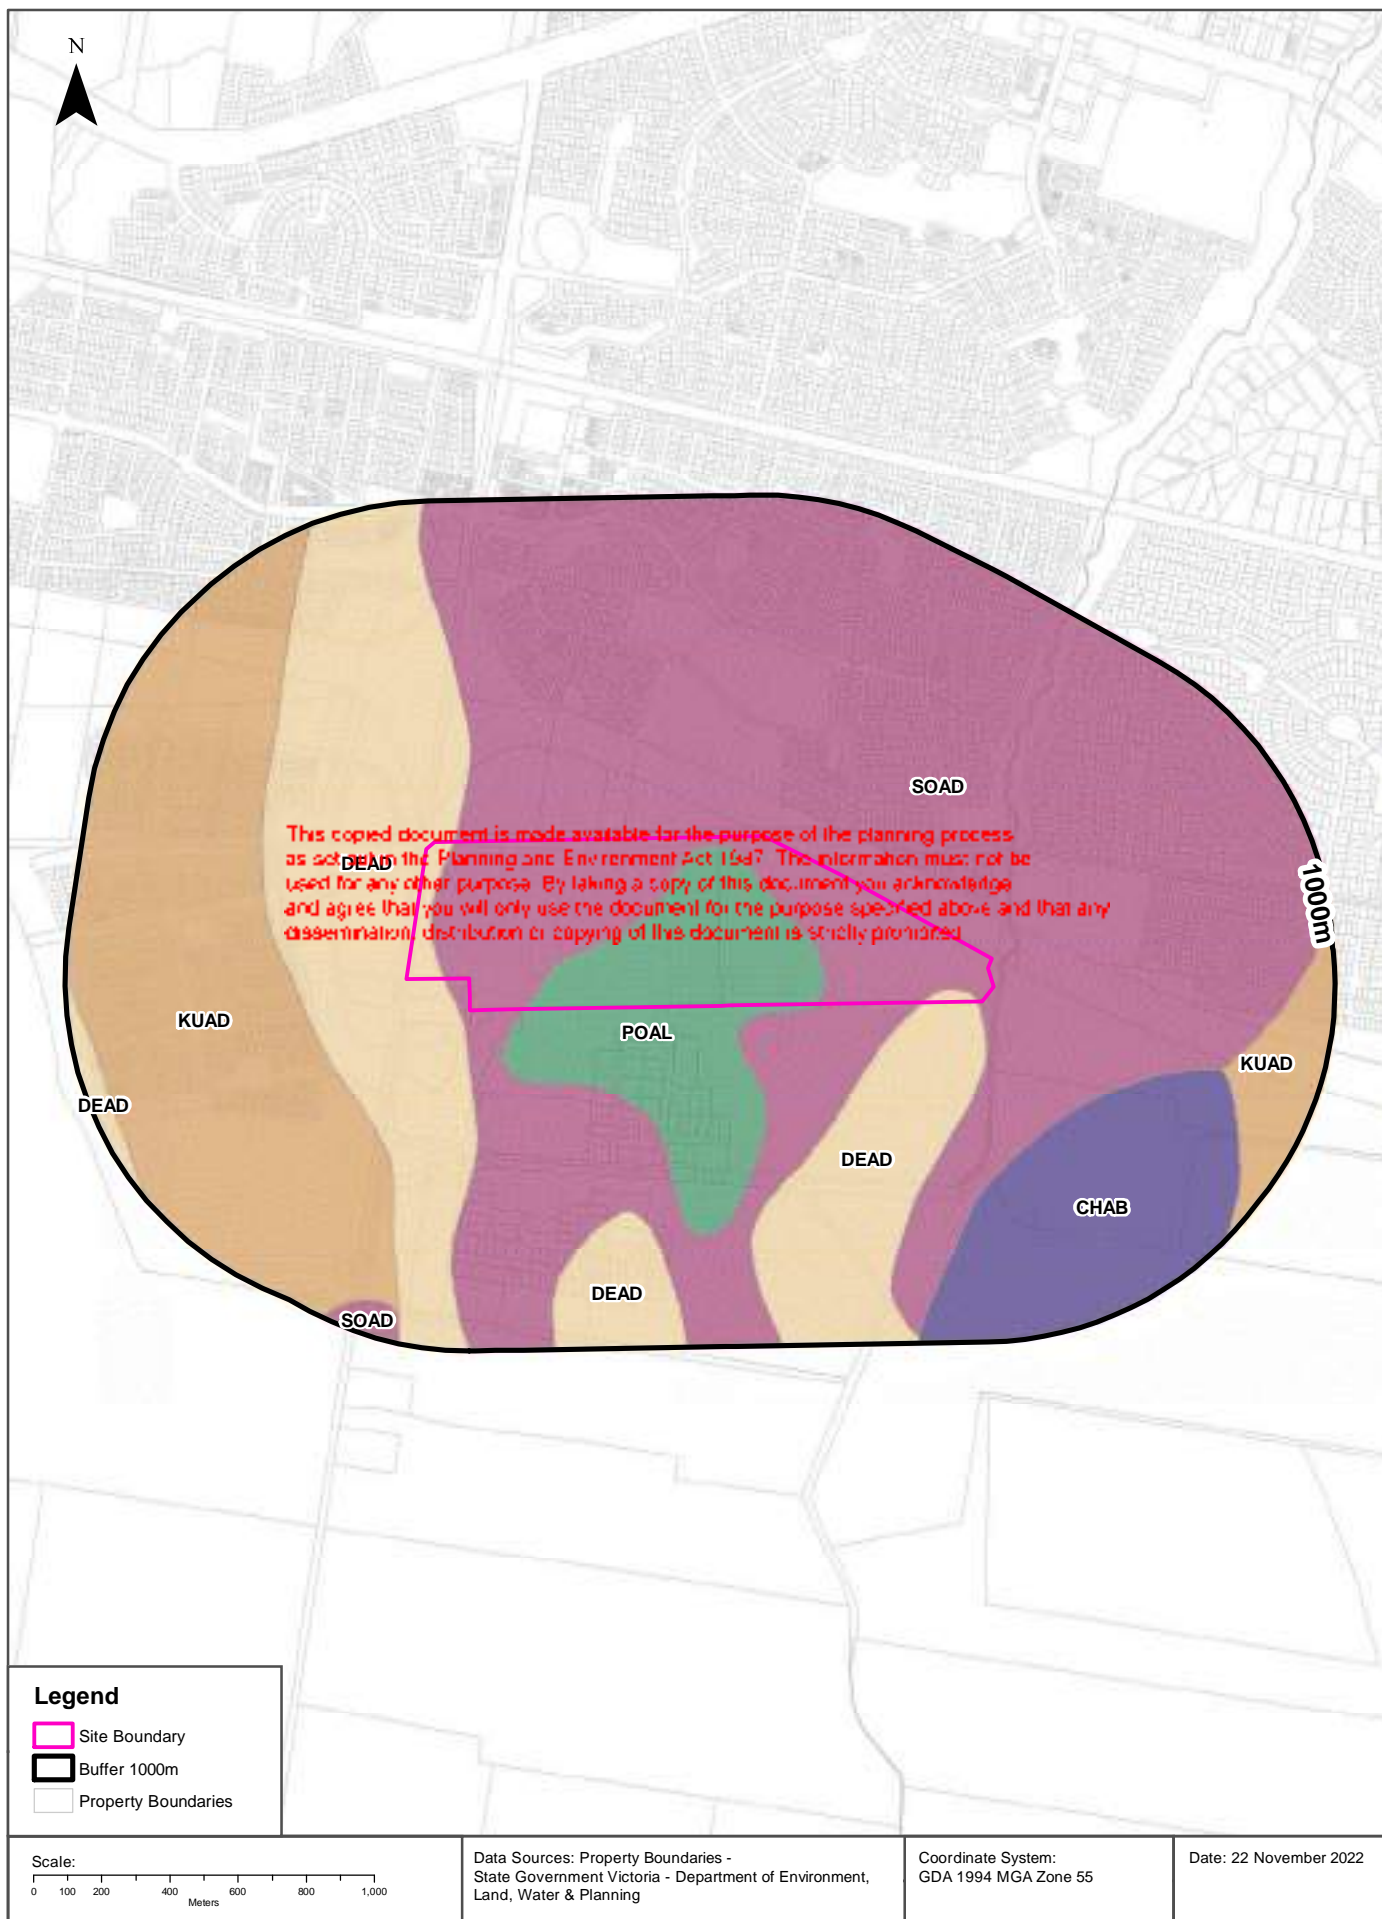 N
SOAD
This copied document is made available for the purpose of the planning process
as set out in the Planning and Environment Act 1987. The information must not be
used for any other purpose. By taking a copy of this document you acknowledge
and agree that you will only use the document for the purpose specified above and that any
dissemination, distribution or copying of this document is strictly prohibited.
DEAD
1000m
KUAD
POAL
KUAD
DEAD
DEAD
CHAB
DEAD
SOAD
Legend
Site Boundary
Buffer 1000m
Property Boundaries
Scale:
0 100 200 400 600 800 1,000
Meters
Data Sources: Property Boundaries -
State Government Victoria - Department of Environment,
Land, Water & Planning
Coordinate System:
GDA 1994 MGA Zone 55
Date: 22 November 2022